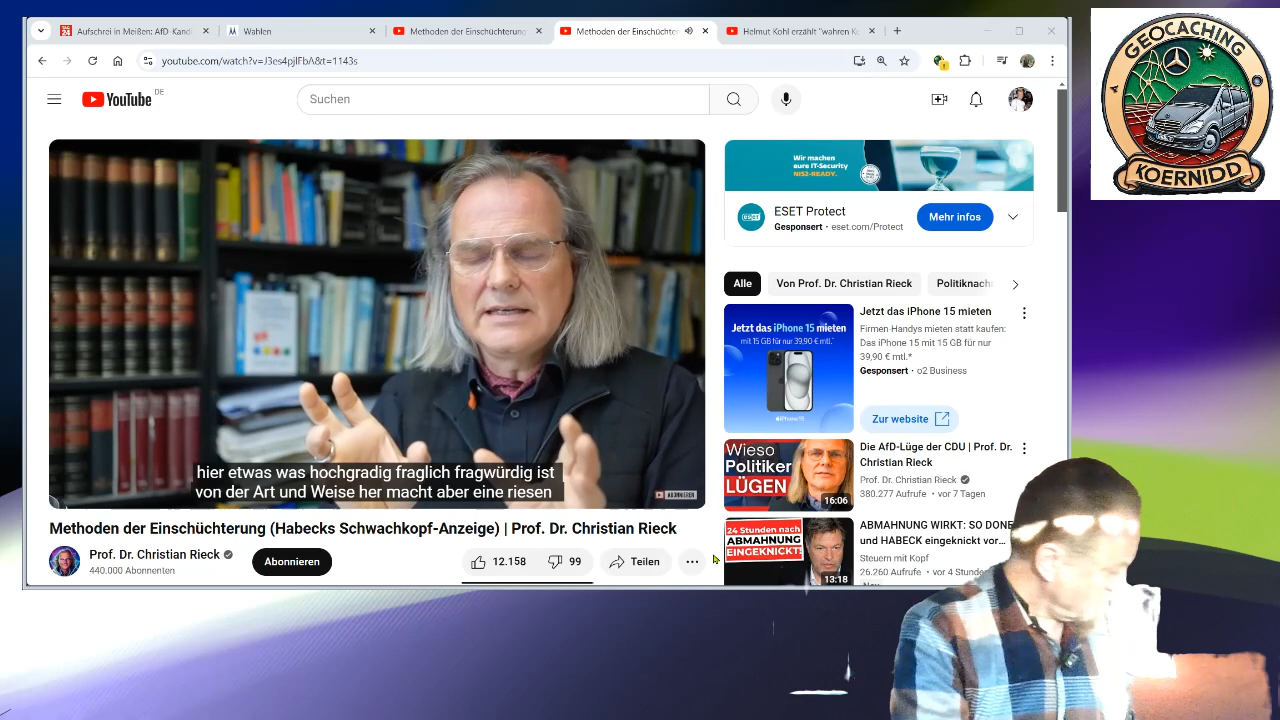 Aufschrei in Meißen: AfD-Kand
Wahlen
Methoden der Einschüchterung
Methoden der Einschüchter
Helmut Kohl erzählt "wahren K
youtube.com/watch?v=J3es4pjlFbA&t=1143s
YouTube DE
Suchen
Wir machen
eure IT-Security
NIS2-READY.
ESET Protect
Gesponsert · eset.com/Protect
Mehr infos
Alle
Von Prof. Dr. Christian Rieck
Politiknach
Jetzt das iPhone 15 mieten
mit 15 GB für nur 39,90 € mtl.*
iPhone 15
Jetzt das iPhone 15 mieten
Firmen-Handys mieten statt kaufen:
Das iPhone 15 mit 15 GB für nur
39,90 € mtl.*
Gesponsert · o2 Business
Zur website
Wieso
Politiker
LÜGEN
16:06
Die AfD-Lüge der CDU | Prof. Dr.
Christian Rieck
Prof. Dr. Christian Rieck
380.277 Aufrufe · vor 7 Tagen
24 Stunden nach
ABMAHNUNG
EINGEKNICKT!
13:18
ABMAHNUNG WIRKT: SO DONE
und HABECK eingeknickt vor...
Steuern mit Kopf
26.260 Aufrufe · vor 4 Stunden
hier etwas was hochgradig fraglich fragwürdig ist
von der Art und Weise her macht aber eine riesen
ABONNIEREN
Methoden der Einschüchterung (Habecks Schwachkopf-Anzeige) | Prof. Dr. Christian Rieck
Prof. Dr. Christian Rieck
440.000 Abonnenten
Abonnieren
12.158
99
Teilen
GEOCACHING
KOERNIDD